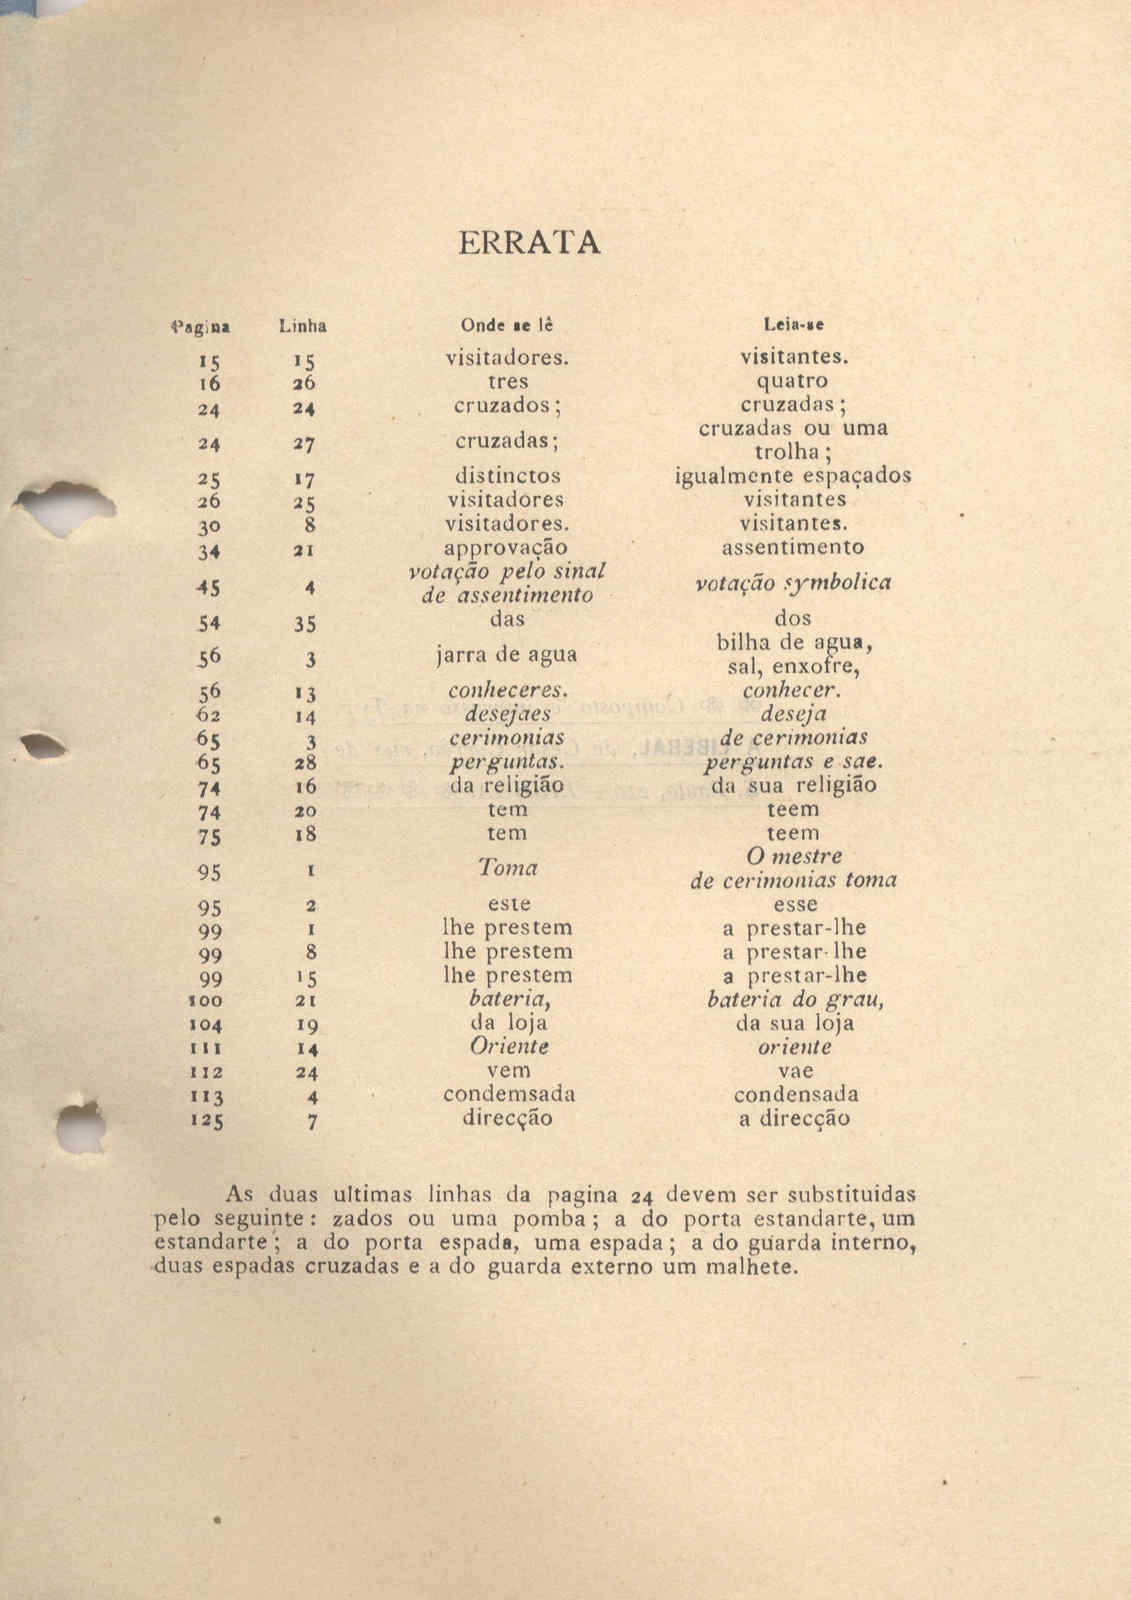 ERRATA
Pagina Linha Onde se lê Leia-se
15 15 visitadores. visitantes.
16 26 tres quatro
24 24 cruzados; cruzadas;
24 27 cruzadas; cruzadas ou uma
trolha;
25 17 distinctos igualmente espaçados
26 25 visitadores visitantes
30 8 visitadores. visitantes.
34 21 approvação assentimento
45 4 votação pelo sinal votação symbolica
de assentimento
54 35 das dos
56 3 jarra de agua bilha de agua,
sal, enxofre,
56 13 conheceres. conhecer.
62 14 desejaes deseja
65 3 cerimonias de cerimonias
65 28 perguntas. perguntas e sae.
74 16 da religião da sua religião
74 20 tem teem
75 18 tem teem
95 1 Toma O mestre
de cerimonias toma
95 2 este esse
99 1 lhe prestem a prestar-lhe
99 8 lhe prestem a prestar-lhe
99 15 lhe prestem a prestar-lhe
100 21 bateria, bateria do grau,
104 19 da loja da sua loja
111 14 Oriente oriente
112 24 vem vae
113 4 condemsada condensada
125 7 direcção a direcção
As duas ultimas linhas da pagina 24 devem ser substituidas
pelo seguinte: zados ou uma pomba; a do porta estandarte, um
estandarte; a do porta espada, uma espada; a do guarda interno,
duas espadas cruzadas e a do guarda externo um malhete.